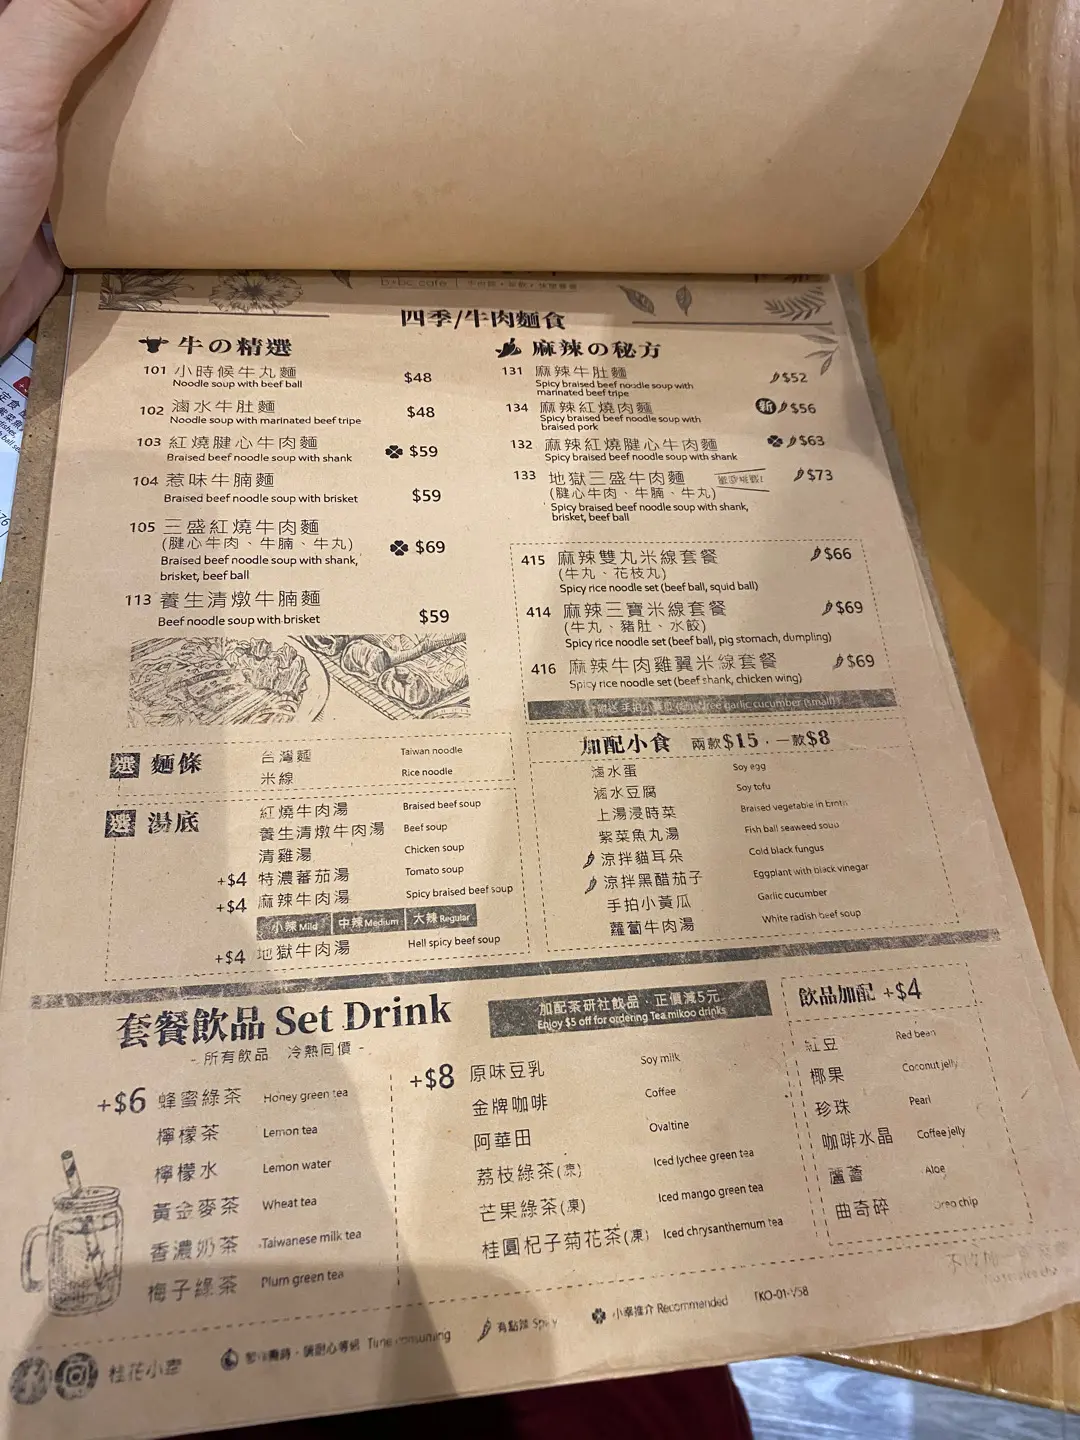 b+bc cafe
四季/牛肉麵食
牛の精選
101 小時候牛丸麵 $48
Noodle soup with beef ball
102 滷水牛肚麵 $48
Noodle soup with marinated beef tripe
103 紅燒腱心牛肉麵 $59
Braised beef noodle soup with shank
104 惹味牛腩麵 $59
Braised beef noodle soup with brisket
105 三盛紅燒牛肉麵 $69
(腱心牛肉、牛腩、牛丸)
Braised beef noodle soup with shank,
brisket, beef ball
113 養生清燉牛腩麵 $59
Beef noodle soup with brisket
麻辣の秘方
131 麻辣牛肚麵 $52
Spicy braised beef noodle soup with
marinated beef tripe
134 麻辣紅燒肉麵 新 $56
Spicy braised beef noodle soup with
braised pork
132 麻辣紅燒腱心牛肉麵 $63
Spicy braised beef noodle soup with shank
133 地獄三盛牛肉麵 $73
(腱心牛肉、牛腩、牛丸)
Spicy braised beef noodle soup with shank,
brisket, beef ball
415 麻辣雙丸米線套餐 $66
(牛丸、花枝丸)
Spicy rice noodle set (beef ball, squid ball)
414 麻辣三寶米線套餐 $69
(牛丸、豬肚、水餃)
Spicy rice noodle set (beef ball, pig stomach, dumpling)
416 麻辣牛肉雞翼米線套餐 $69
Spicy rice noodle set (beef shank, chicken wing)
附送 手拍小黃瓜 free garlic cucumber (small)
選 麵條
台灣麵 Taiwan noodle
米線 Rice noodle
選 湯底
紅燒牛肉湯 Braised beef soup
養生清燉牛肉湯 Beef soup
清雞湯 Chicken soup
+$4 特濃蕃茄湯 Tomato soup
+$4 麻辣牛肉湯 Spicy braised beef soup
小辣 Mild 中辣 Medium 大辣 Regular
+$4 地獄牛肉湯 Hell spicy beef soup
加配小食 兩款$15 · 一款$8
滷水蛋 Soy egg
滷水豆腐 Soy tofu
上湯浸時菜 Braised vegetable in broth
紫菜魚丸湯 Fish ball seaweed soup
涼拌貓耳朵 Cold black fungus
涼拌黑醋茄子 Eggplant with black vinegar
手拍小黃瓜 Garlic cucumber
蘿蔔牛肉湯 White radish beef soup
套餐飲品 Set Drink
- 所有飲品 冷熱同價 -
加配茶研社飲品 · 正價減5元
Enjoy $5 off for ordering Tea mikoo drinks
+$6 蜂蜜綠茶 Honey green tea
檸檬茶 Lemon tea
檸檬水 Lemon water
黃金麥茶 Wheat tea
香濃奶茶 Taiwanese milk tea
梅子綠茶 Plum green tea
+$8 原味豆乳 Soy milk
金牌咖啡 Coffee
阿華田 Ovaltine
荔枝綠茶(凍) Iced lychee green tea
芒果綠茶(凍) Iced mango green tea
桂圓杞子菊花茶(凍) Iced chrysanthemum tea
飲品加配 +$4
紅豆 Red bean
椰果 Coconut jelly
珍珠 Pearl
咖啡水晶 Coffee jelly
蘆薈 Aloe
曲奇碎 Oreo chip
桂花小幸
Time consuming
有點辣 Spicy
小幸推介 Recommended
TKO-01-V58